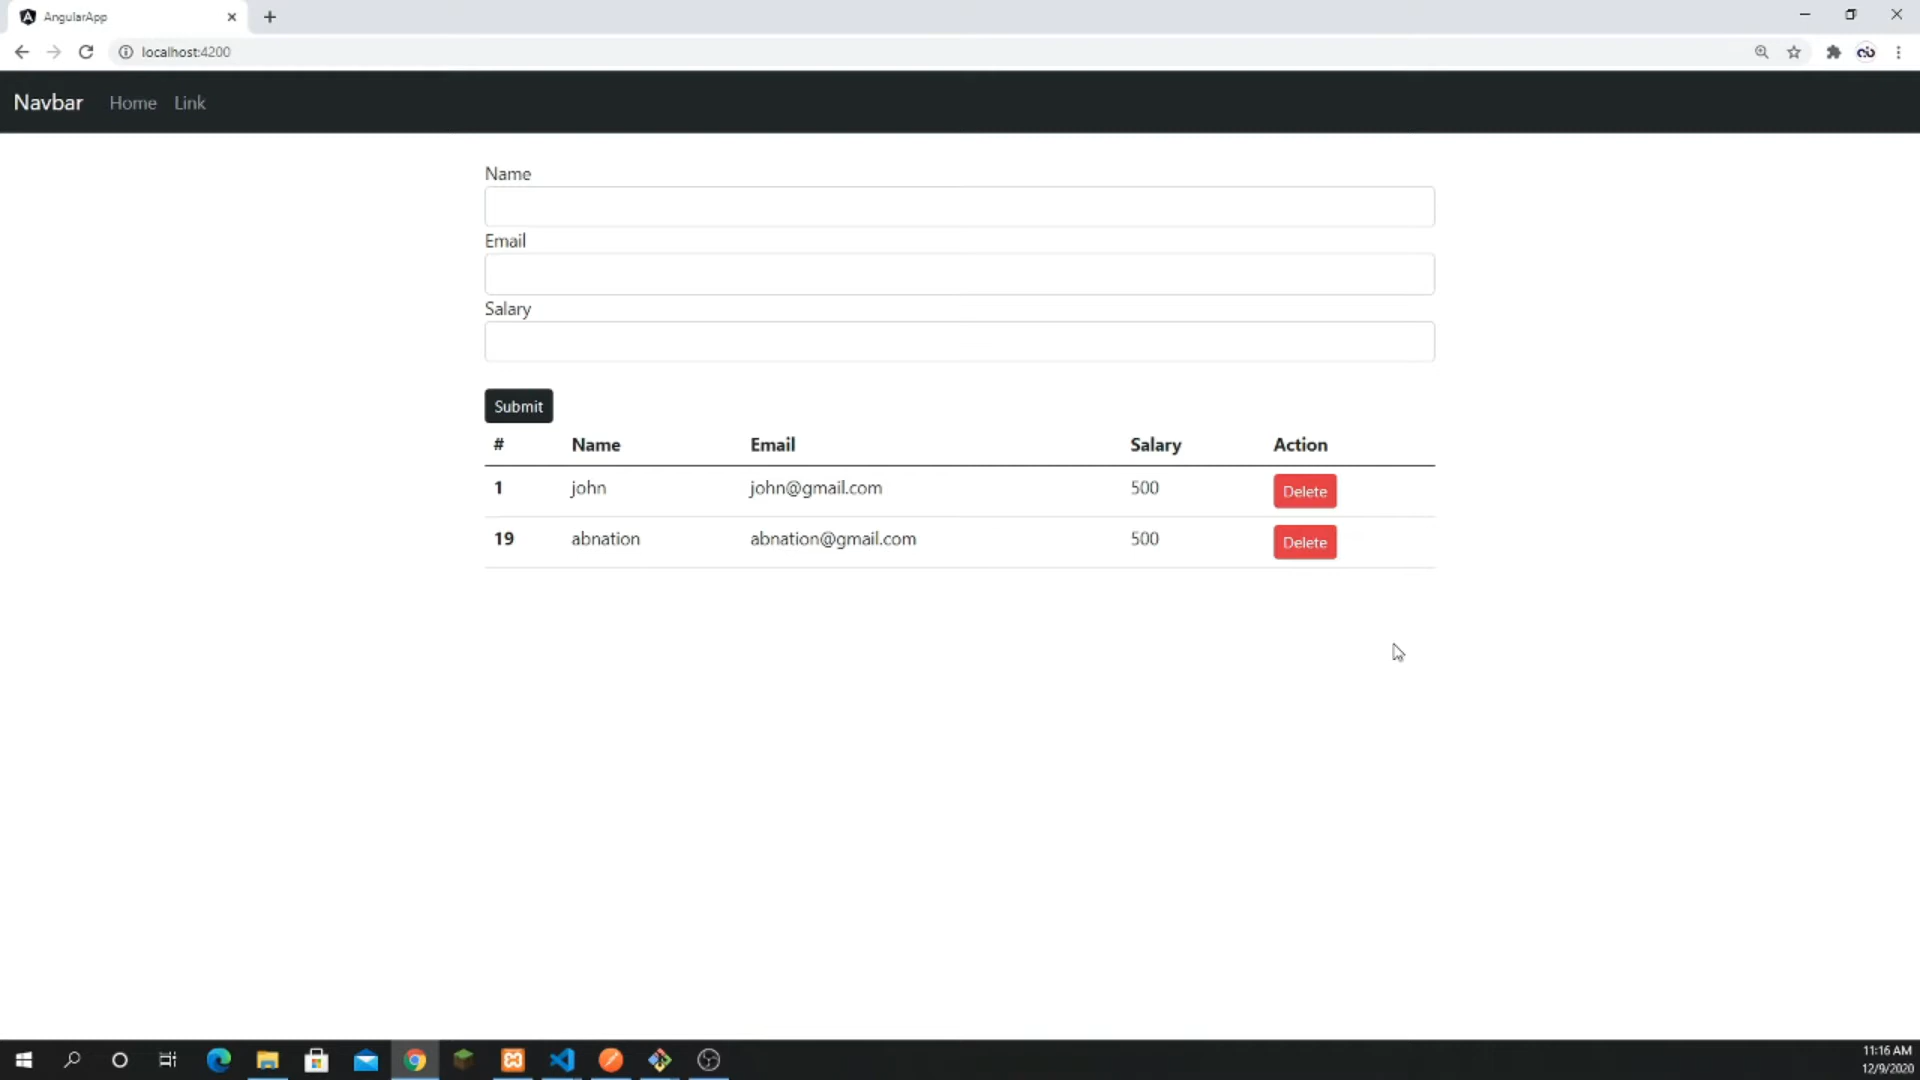 AngularApp
localhost:4200
Navbar Home Link
Name
Email
Salary
Submit
# Name Email Salary Action
1 john john@gmail.com 500 Delete
19 abnation abnation@gmail.com 500 Delete
11:16 AM
12/9/2020